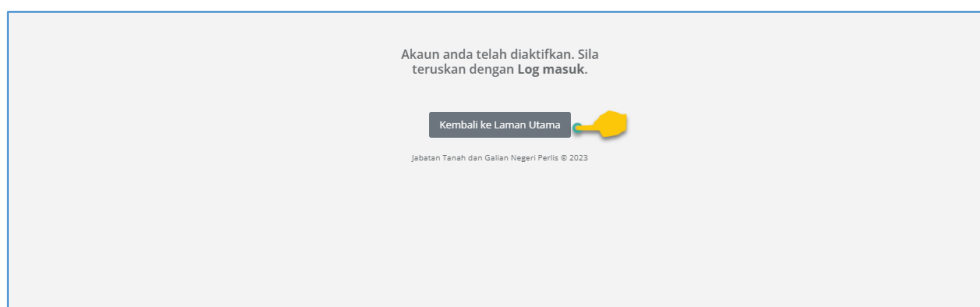 Akaun anda telah diaktifkan. Sila
teruskan dengan Log masuk.
Kembali ke Laman Utama
Jabatan Tanah dan Galian Negeri Perlis © 2023